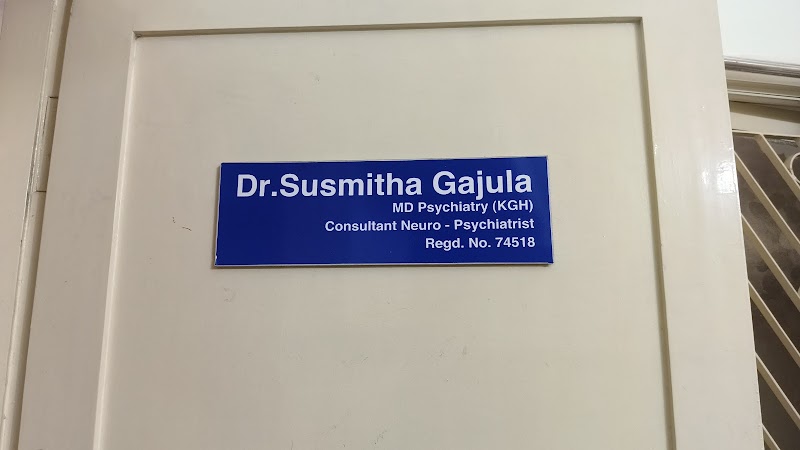 Dr.Susmitha Gajula
MD Psychiatry (KGH)
Consultant Neuro - Psychiatrist
Regd. No. 74518